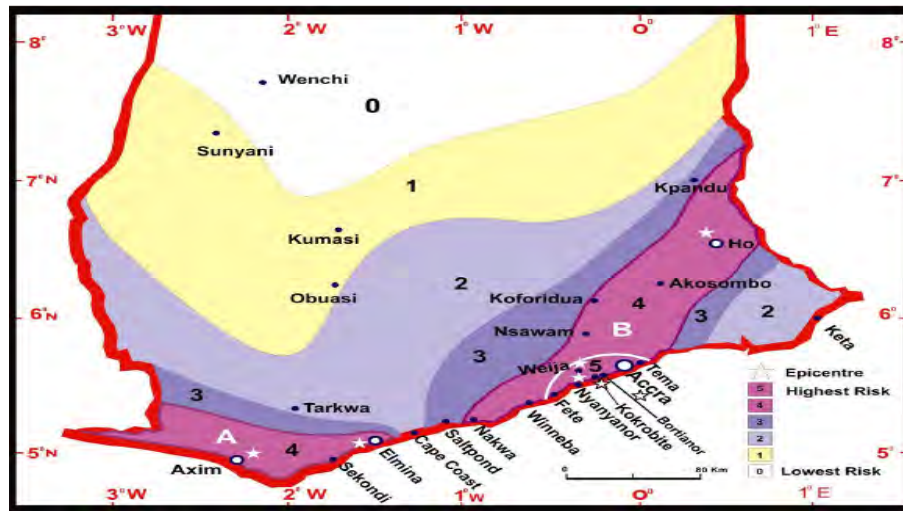 3°W 2°W 1°W 0° 1°E
8° 8°
Wenchi
0
Sunyani
7° 7°
1
Kpandu
Kumasi
Ho
2
Obuasi
Koforidua
Akosombo
4
6° 6°
Nsawam
B
3
2
Keta
3
Weija
5
Tema
Accra
Bortianor
Kokrobite
Nyanyanor
Fete
Winneba
Nakwa
Saltpond
Cape Coast
Elmina
Sekondi
3
Tarkwa
A
4
Axim
5°N 5°N
Epicentre
5 Highest Risk
4
3
2
1
0 Lowest Risk
0 80 Km
3°W 2°W 1°W 0° 1°E